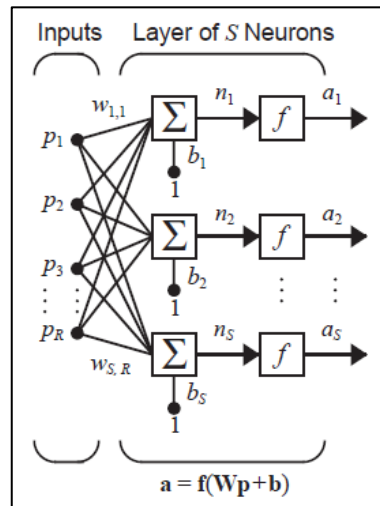 Inputs Layer of S Neurons
w1,1 n1 a1
Σ f
p1
b1
1
p2 n2 a2
Σ f
p3
b2
1
⋮ ⋮ ⋮ ⋮
pR nS aS
Σ f
wS, R
bS
1
a = f(Wp+b)